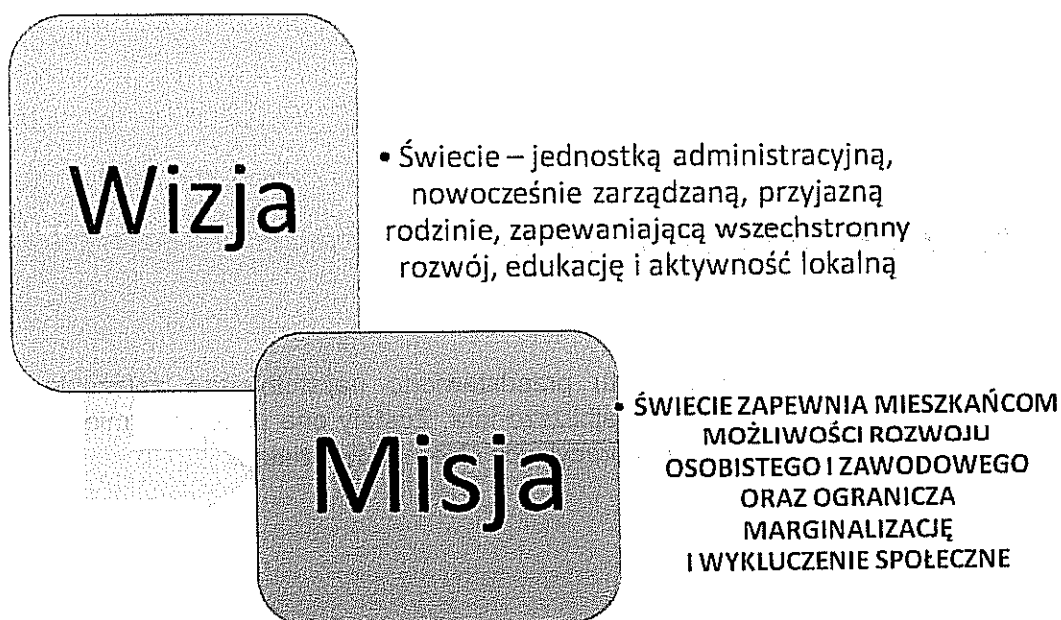 Wizja
• Świecie – jednostką administracyjną,
nowocześnie zarządzaną, przyjazną
rodzinie, zapewaniającą wszechstronny
rozwój, edukację i aktywność lokalną
Misja
• ŚWIECIE ZAPEWNIA MIESZKAŃCOM
MOŻLIWOŚCI ROZWOJU
OSOBISTEGO I ZAWODOWEGO
ORAZ OGRANICZA
MARGINALIZACJĘ
I WYKLUCZENIE SPOŁECZNE